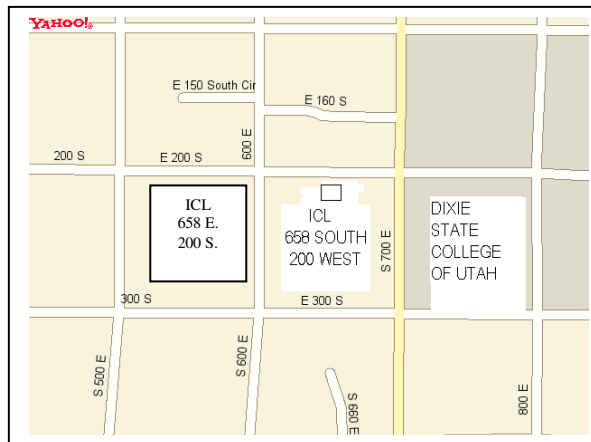 YAHOO!
E 150 South Cir
E 160 S
600 E
200 S
E 200 S
ICL
658 E.
200 S.
ICL
658 SOUTH
200 WEST
S 700 E
DIXIE
STATE
COLLEGE
OF UTAH
300 S
E 300 S
S 500 E
S 600 E
S 660 E
800 E